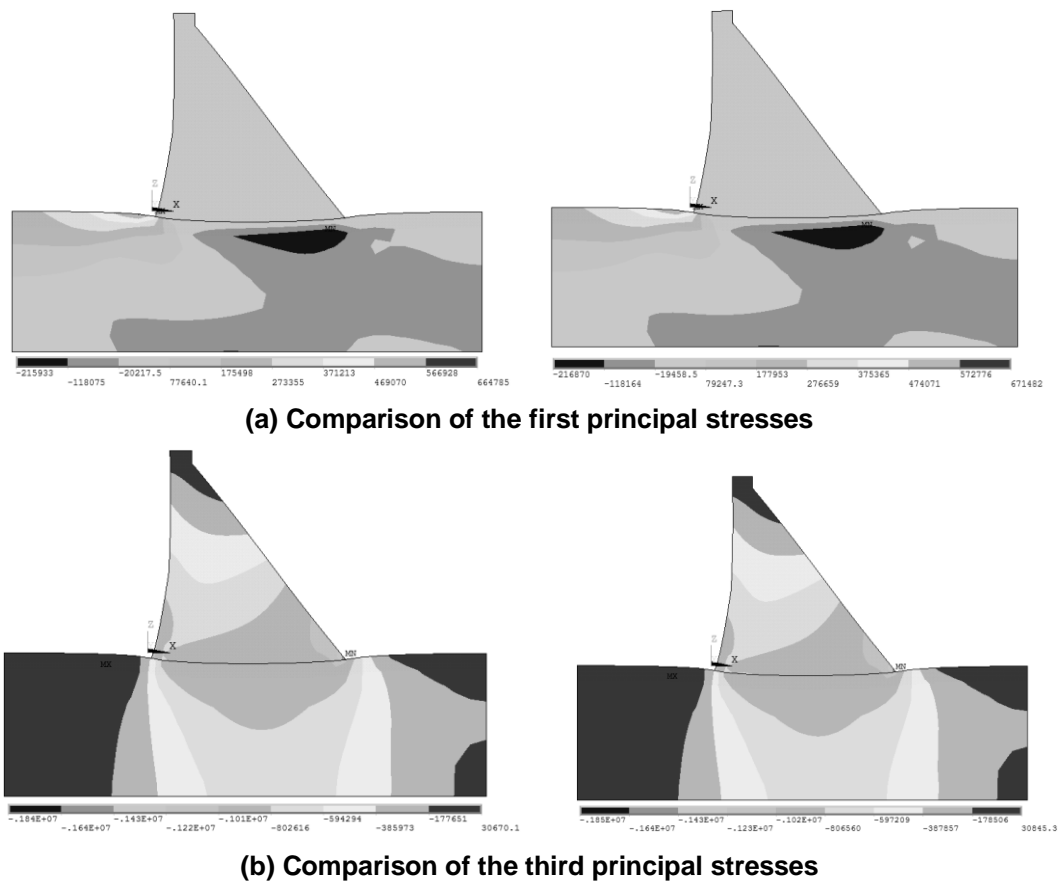 X
X
MN
MN
-215933
-118075
-20217.5
77640.1
175498
273355
371213
469070
566928
664785
-216870
-118164
-19458.5
79247.3
177953
276659
375365
474071
572776
671482
(a) Comparison of the first principal stresses
X
MX
MN
X
MX
MN
-.184E+07
-.164E+07
-.143E+07
-.122E+07
-.101E+07
-802616
-594294
-385973
-177651
30670.1
-.185E+07
-.164E+07
-.143E+07
-.123E+07
-.102E+07
-806560
-597209
-387857
-178506
30845.3
(b) Comparison of the third principal stresses